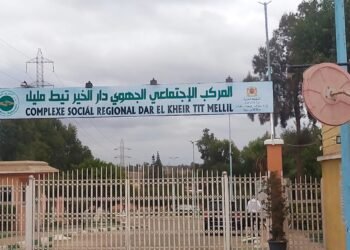 المركب الإجتماعي الجهوي دار الخير تيط مليل
COMPLEXE SOCIAL REGIONAL DAR EL KHEIR TIT MELLIL